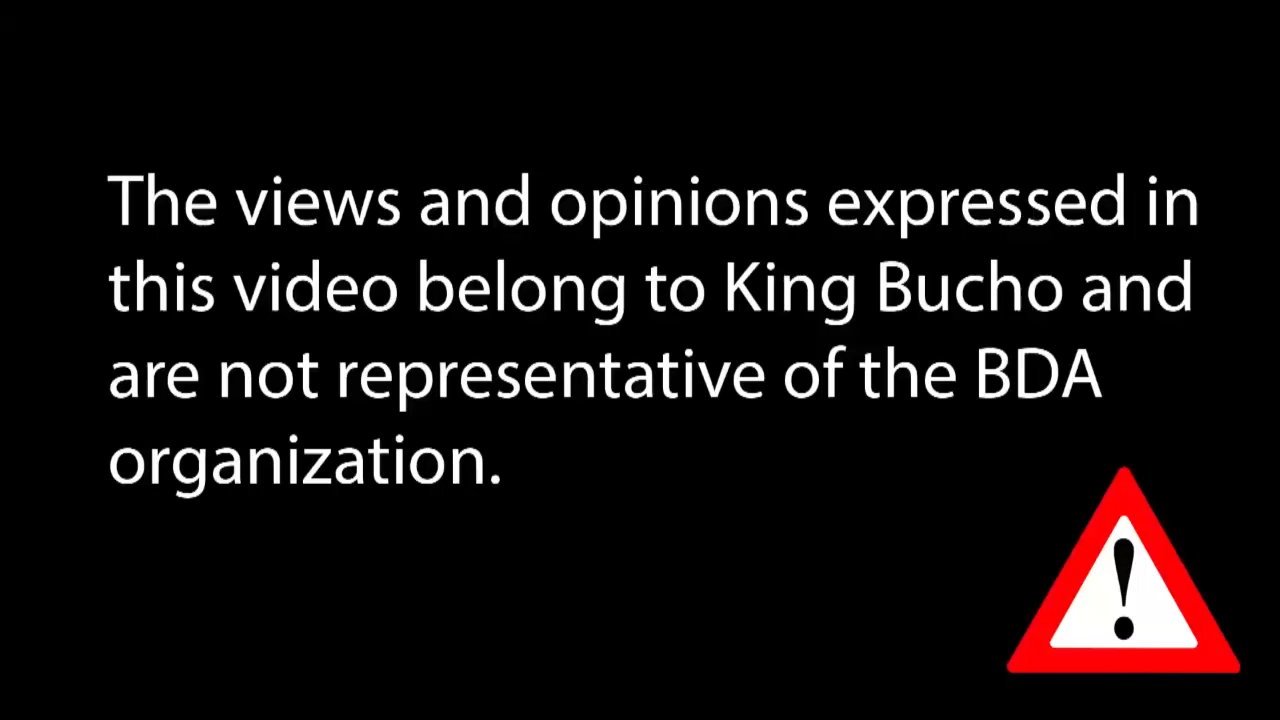 The views and opinions expressed in
this video belong to King Bucho and
are not representative of the BDA
organization.
!